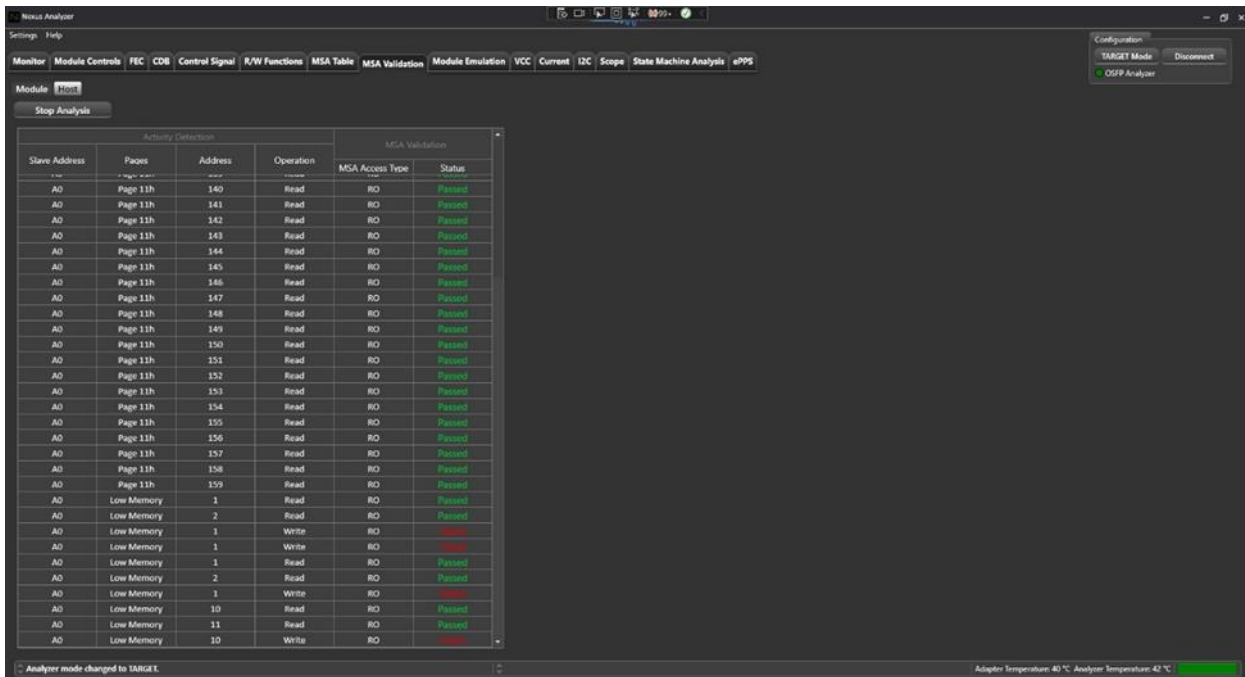 Nexus Analyzer
99+
Settings Help
Configuration
Monitor Module Controls FEC CDB Control Signal R/W Functions MSA Table MSA Validation Module Emulation VCC Current I2C Scope State Machine Analysis ePPS
TARGET Mode Disconnect
OSFP Analyzer
Module Host
Stop Analysis
Activity Detection MSA Validation
Slave Address Pages Address Operation MSA Access Type Status
A0 Page 11h 140 Read RO Passed
A0 Page 11h 141 Read RO Passed
A0 Page 11h 142 Read RO Passed
A0 Page 11h 143 Read RO Passed
A0 Page 11h 144 Read RO Passed
A0 Page 11h 145 Read RO Passed
A0 Page 11h 146 Read RO Passed
A0 Page 11h 147 Read RO Passed
A0 Page 11h 148 Read RO Passed
A0 Page 11h 149 Read RO Passed
A0 Page 11h 150 Read RO Passed
A0 Page 11h 151 Read RO Passed
A0 Page 11h 152 Read RO Passed
A0 Page 11h 153 Read RO Passed
A0 Page 11h 154 Read RO Passed
A0 Page 11h 155 Read RO Passed
A0 Page 11h 156 Read RO Passed
A0 Page 11h 157 Read RO Passed
A0 Page 11h 158 Read RO Passed
A0 Page 11h 159 Read RO Passed
A0 Low Memory 1 Read RO Passed
A0 Low Memory 2 Read RO Passed
A0 Low Memory 1 Write RO
A0 Low Memory 1 Write RO
A0 Low Memory 1 Read RO Passed
A0 Low Memory 2 Read RO Passed
A0 Low Memory 1 Write RO
A0 Low Memory 10 Read RO Passed
A0 Low Memory 11 Read RO Passed
A0 Low Memory 10 Write RO
Analyzer mode changed to TARGET.
Adapter Temperature: 40 °C Analyzer Temperature: 42 °C